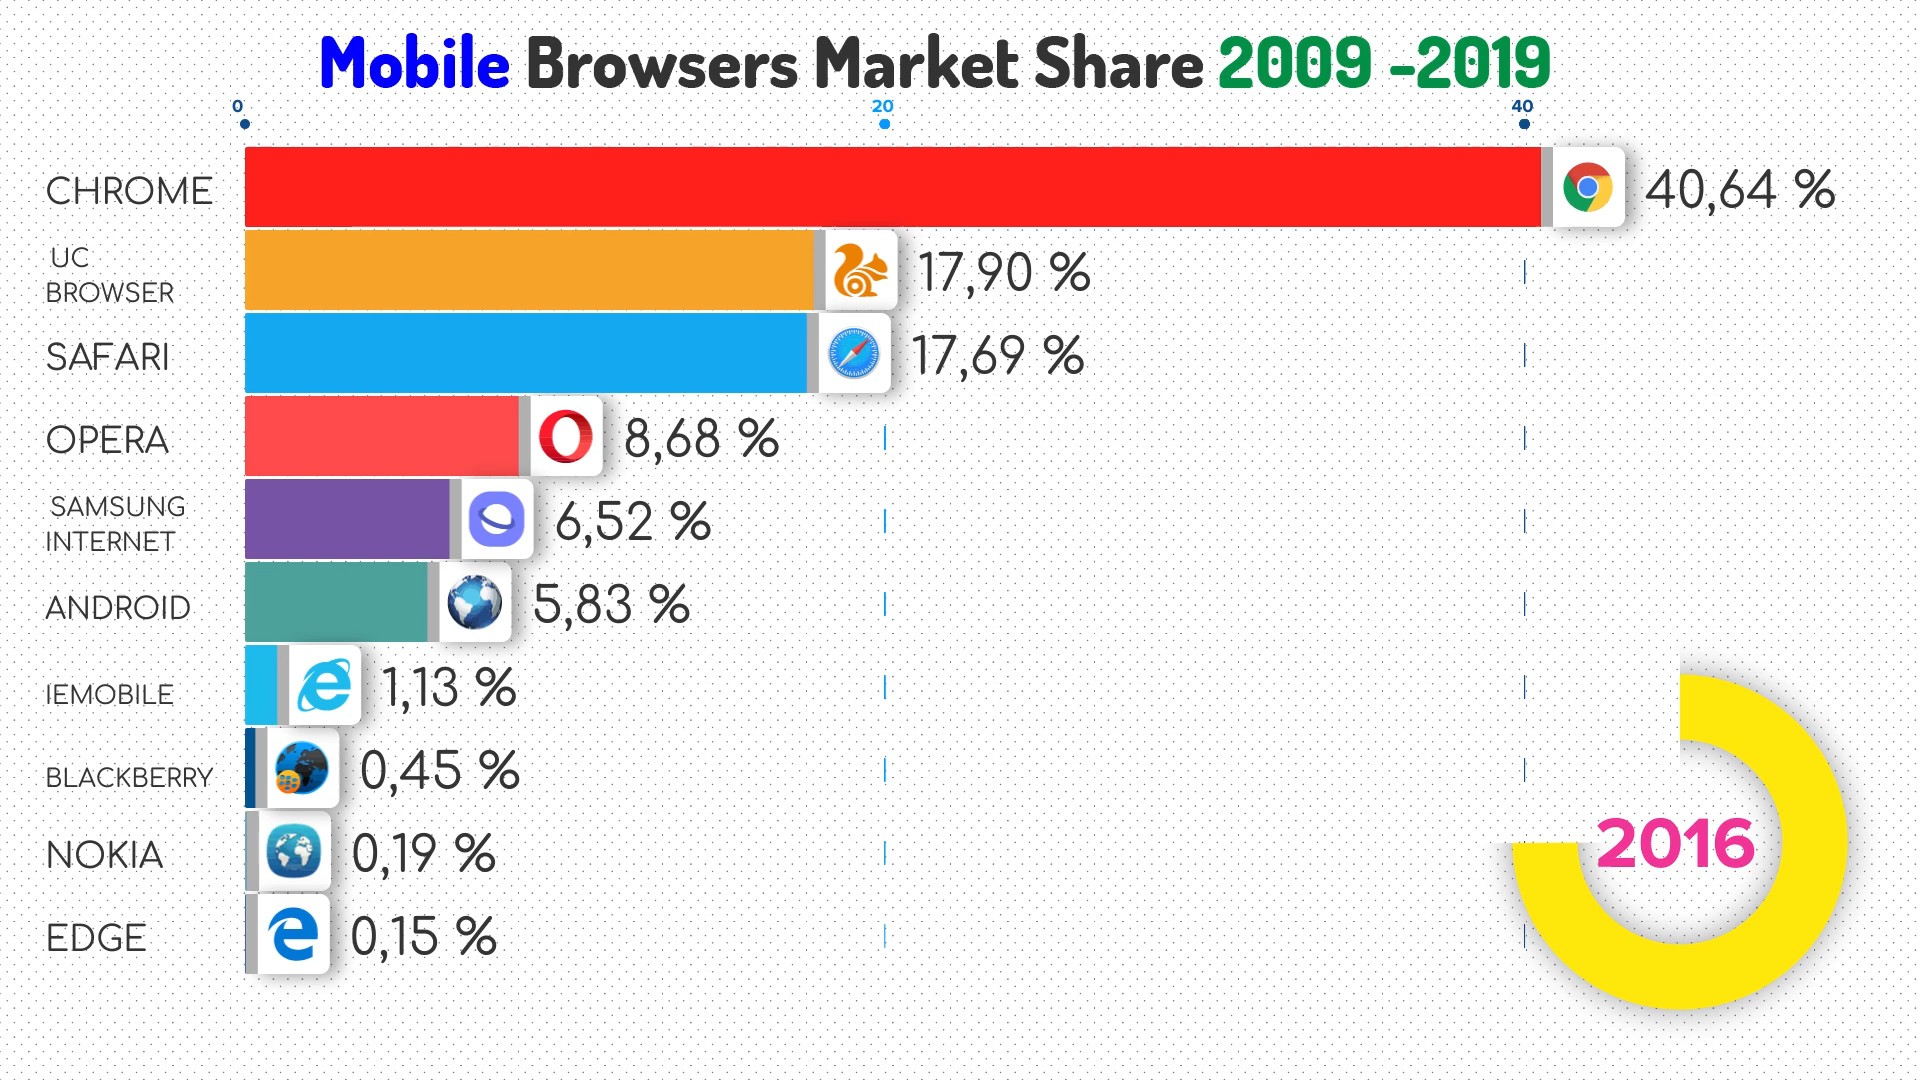 Mobile Browsers Market Share 2009 -2019
0 20 40
CHROME 40,64 %
UC
BROWSER 17,90 %
SAFARI 17,69 %
OPERA 8,68 %
SAMSUNG
INTERNET 6,52 %
ANDROID 5,83 %
IEMOBILE 1,13 %
BLACKBERRY 0,45 %
NOKIA 0,19 %
EDGE 0,15 %
2016